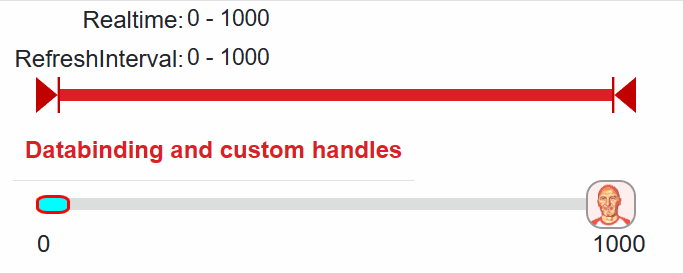 Realtime: 0 - 1000
RefreshInterval: 0 - 1000
Databinding and custom handles
0 1000